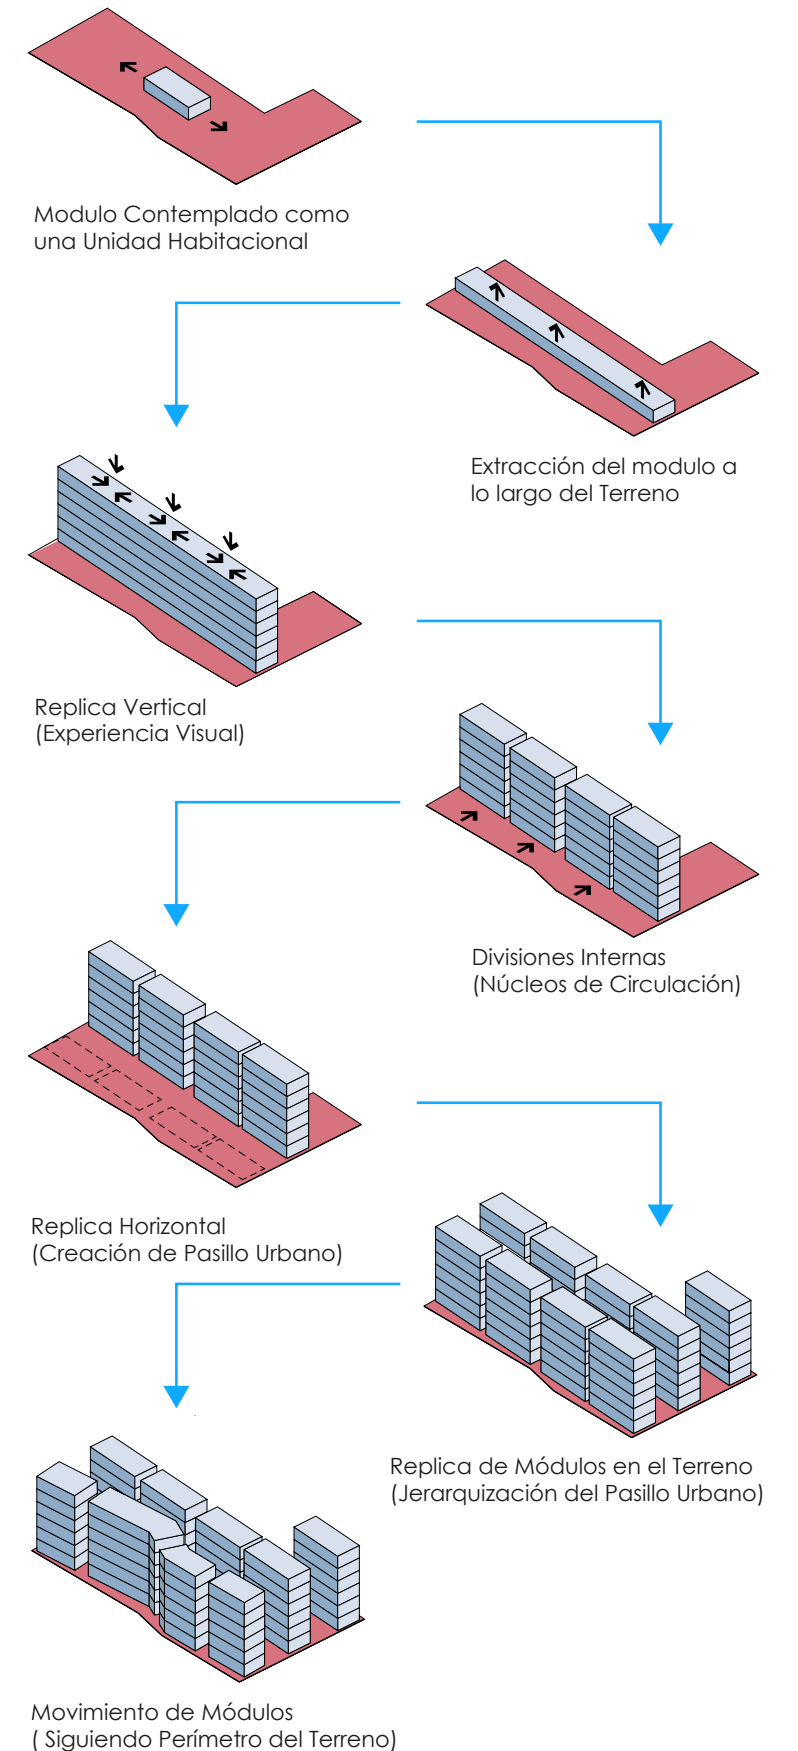 Modulo Contemplado como
una Unidad Habitacional
Extracción del modulo a
lo largo del Terreno
Replica Vertical
(Experiencia Visual)
Divisiones Internas
(Núcleos de Circulación)
Replica Horizontal
(Creación de Pasillo Urbano)
Replica de Módulos en el Terreno
(Jerarquización del Pasillo Urbano)
Movimiento de Módulos
( Siguiendo Perímetro del Terreno)